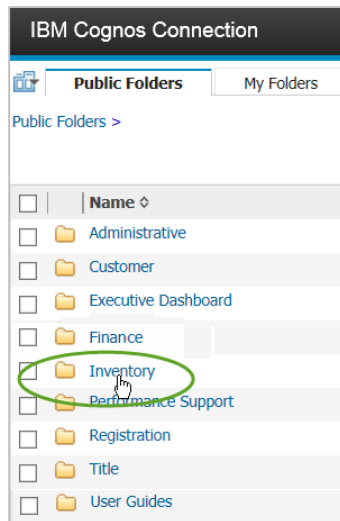 IBM Cognos Connection
Public Folders My Folders
Public Folders >
Name
Administrative
Customer
Executive Dashboard
Finance
Inventory
Performance Support
Registration
Title
User Guides